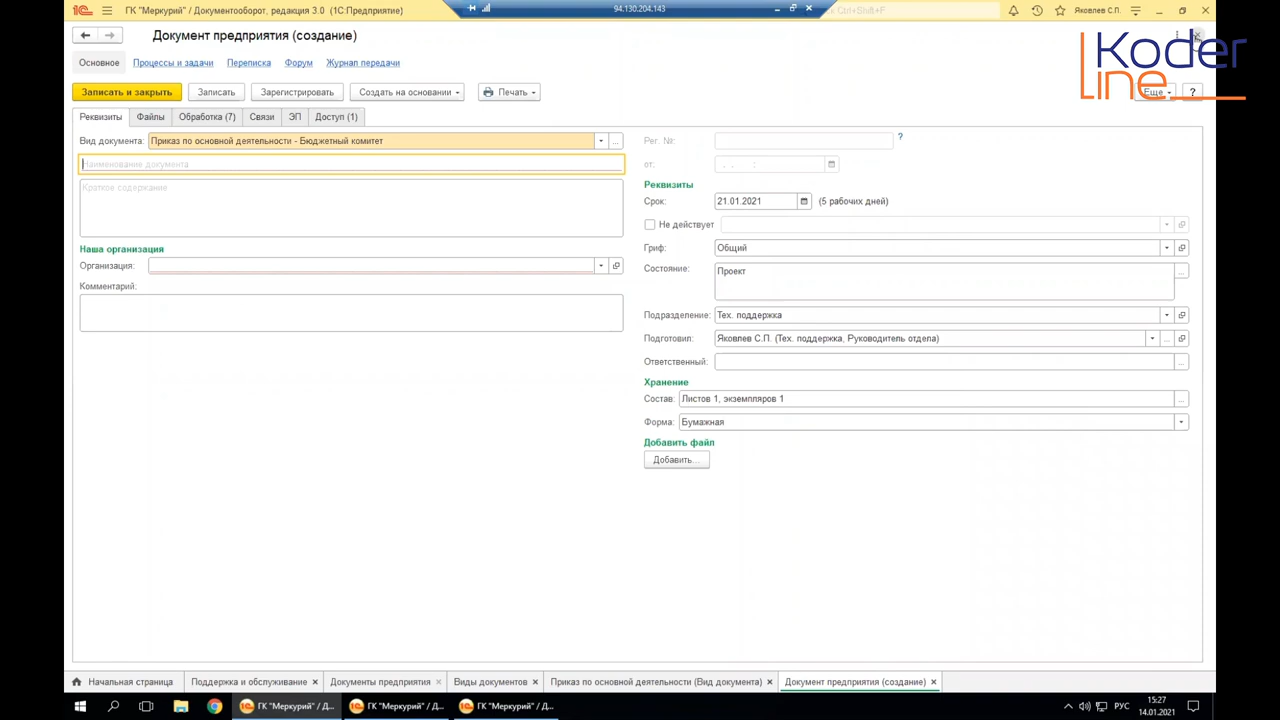 ГК "Меркурий" / Документооборот, редакция 3.0 (1С:Предприятие)
94.130.204.143
Ctrl+Shift+F
Яковлев С.П.
Документ предприятия (создание)
Koder
line
Основное
Процессы и задачи
Переписка
Форум
Журнал передачи
Записать и закрыть
Записать
Зарегистрировать
Создать на основании
Печать
Еще
?
Реквизиты
Файлы
Обработка (7)
Связи
ЭП
Доступ (1)
Вид документа: Приказ по основной деятельности - Бюджетный комитет
...
Наименование документа
Краткое содержание
Наша организация
Организация:
Комментарий:
Рег. №:
?
от: . . :
Реквизиты
Срок: 21.01.2021 (5 рабочих дней)
Не действует
Гриф: Общий
Состояние: Проект
...
Подразделение: Тех. поддержка
Подготовил: Яковлев С.П. (Тех. поддержка, Руководитель отдела)
...
Ответственный:
...
Хранение
Состав: Листов 1, экземпляров 1
...
Форма: Бумажная
Добавить файл
Добавить...
Начальная страница
Поддержка и обслуживание ×
Документы предприятия ×
Виды документов ×
Приказ по основной деятельности (Вид документа) ×
Документ предприятия (создание) ×
ГК "Меркурий" / Д...
ГК "Меркурий" / Д...
ГК "Меркурий" / Д...
РУС
15:27
14.01.2021